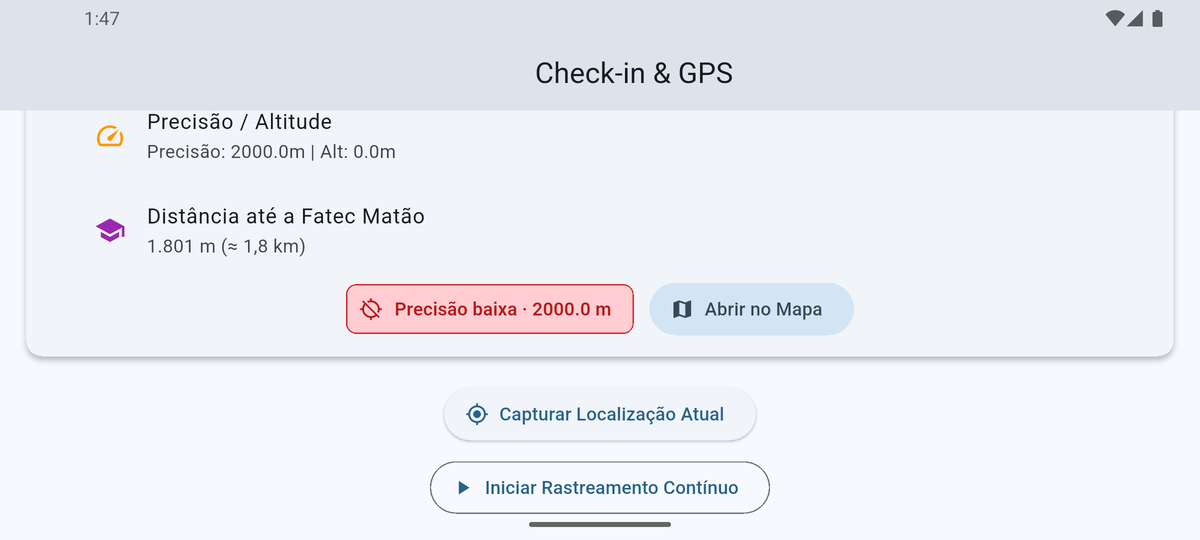 1:47
Check-in & GPS
Precisão / Altitude
Precisão: 2000.0m | Alt: 0.0m
Distância até a Fatec Matão
1.801 m (≈ 1,8 km)
Precisão baixa · 2000.0 m
Abrir no Mapa
Capturar Localização Atual
Iniciar Rastreamento Contínuo